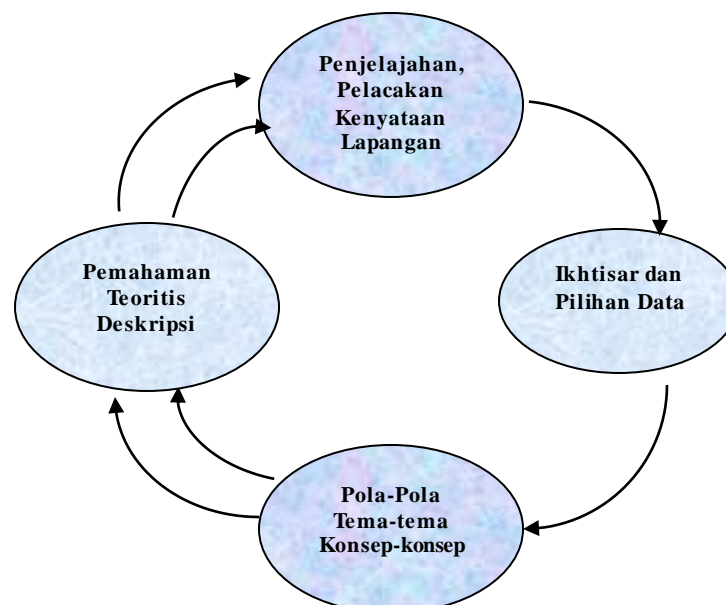 Penjelajahan,
Pelacakan
Kenyataan
Lapangan
Pemahaman
Teoritis
Deskripsi
Ikhtisar dan
Pilihan Data
Pola-Pola
Tema-tema
Konsep-konsep